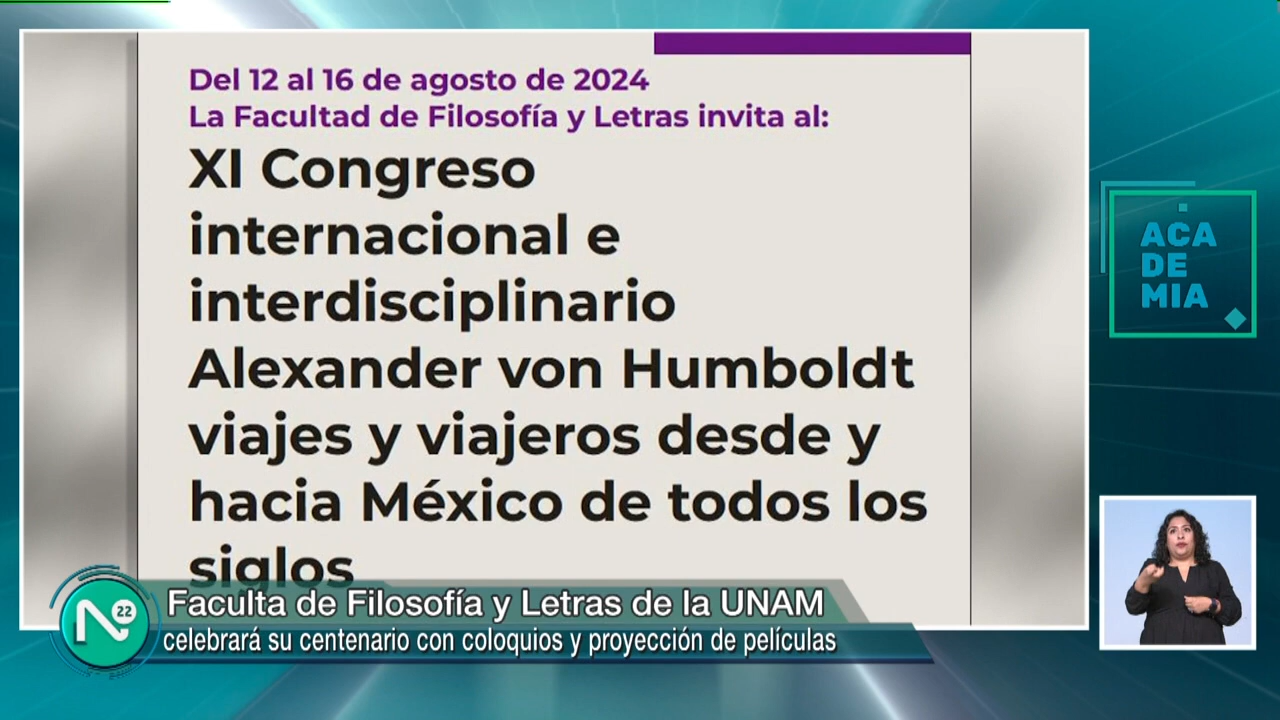 Del 12 al 16 de agosto de 2024
La Facultad de Filosofía y Letras invita al:
XI Congreso
internacional e
interdisciplinario
Alexander von Humboldt
viajes y viajeros desde y
hacia México de todos los
siglos
ACA
DE
MIA
N 22
Faculta de Filosofía y Letras de la UNAM
celebrará su centenario con coloquios y proyección de películas